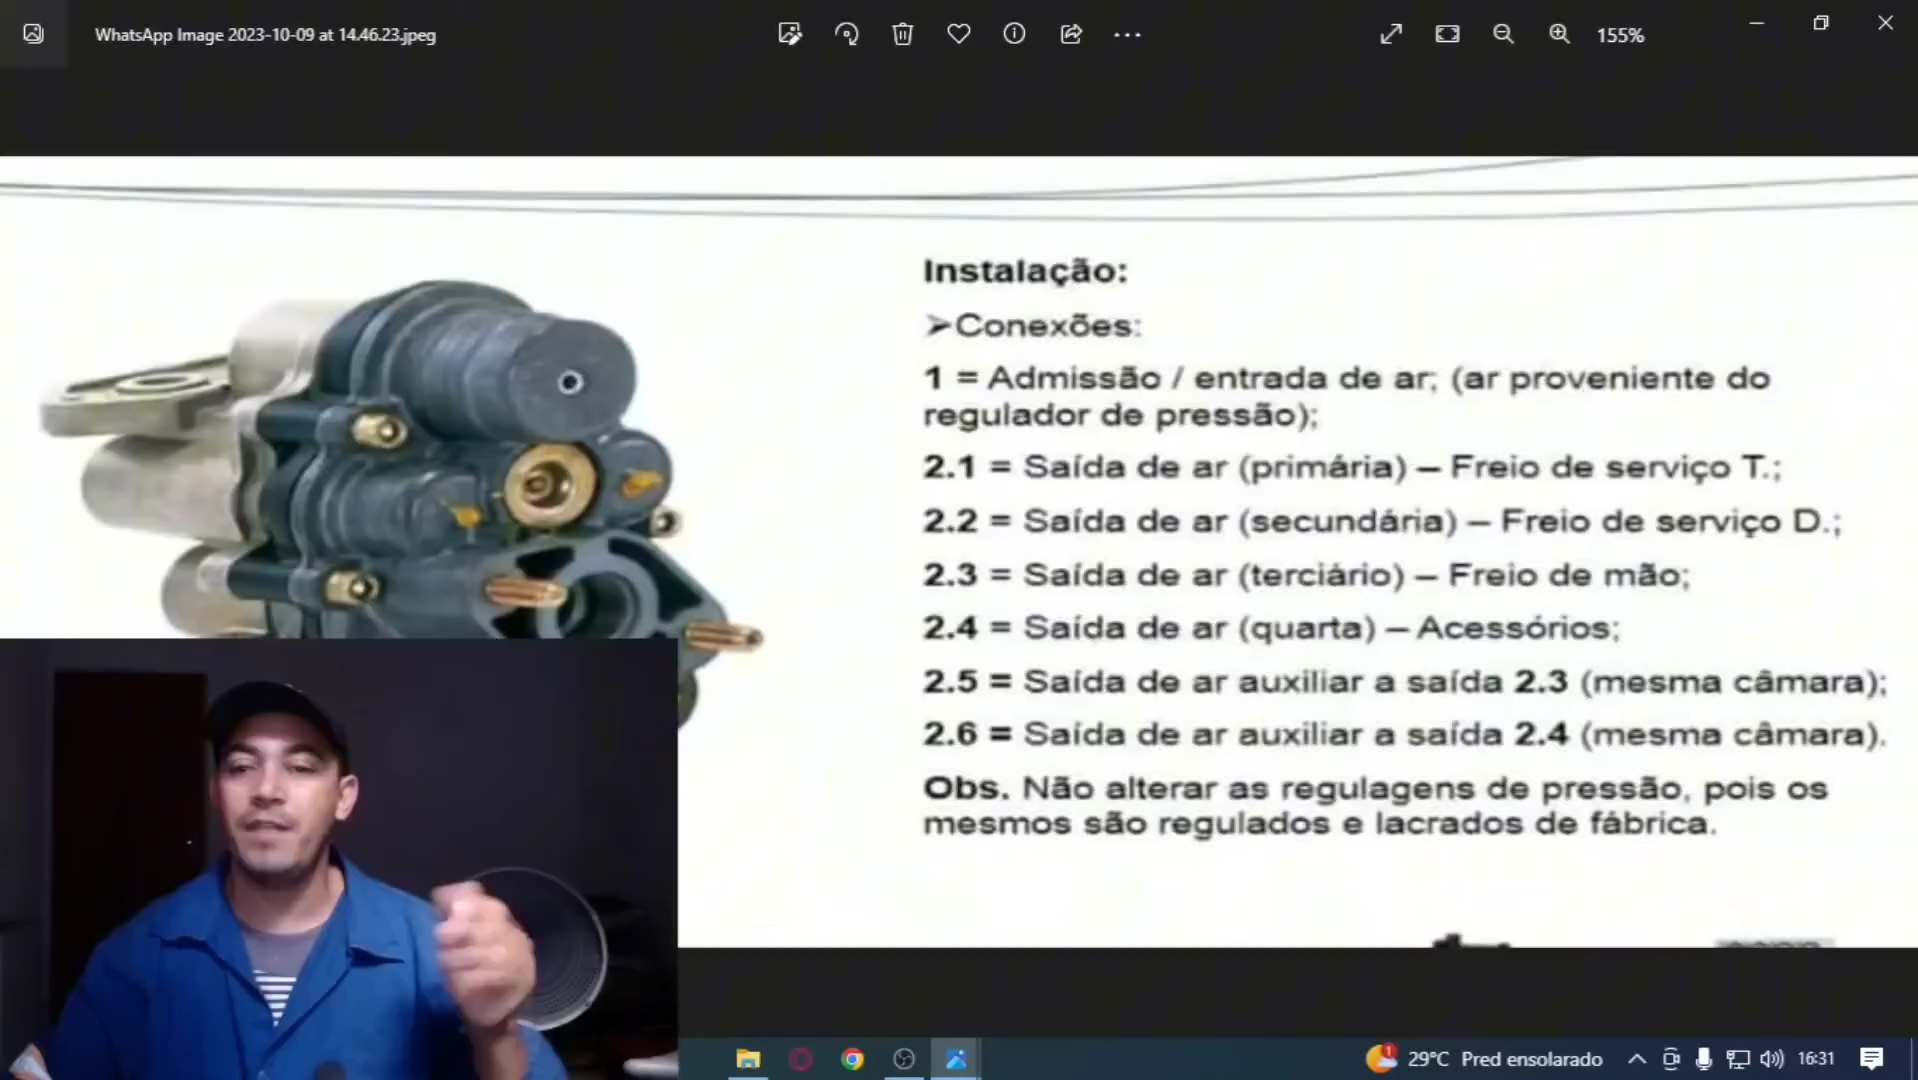 WhatsApp Image 2023-10-09 at 14.46.23.jpeg
155%
Instalação:
➢Conexões:
1 = Admissão / entrada de ar; (ar proveniente do
regulador de pressão);
2.1 = Saída de ar (primária) – Freio de serviço T.;
2.2 = Saída de ar (secundária) – Freio de serviço D.;
2.3 = Saída de ar (terciário) – Freio de mão;
2.4 = Saída de ar (quarta) – Acessórios;
2.5 = Saída de ar auxiliar a saída 2.3 (mesma câmara);
2.6 = Saída de ar auxiliar a saída 2.4 (mesma câmara).
Obs. Não alterar as regulagens de pressão, pois os
mesmos são regulados e lacrados de fábrica.
1
29°C Pred ensolarado
16:31